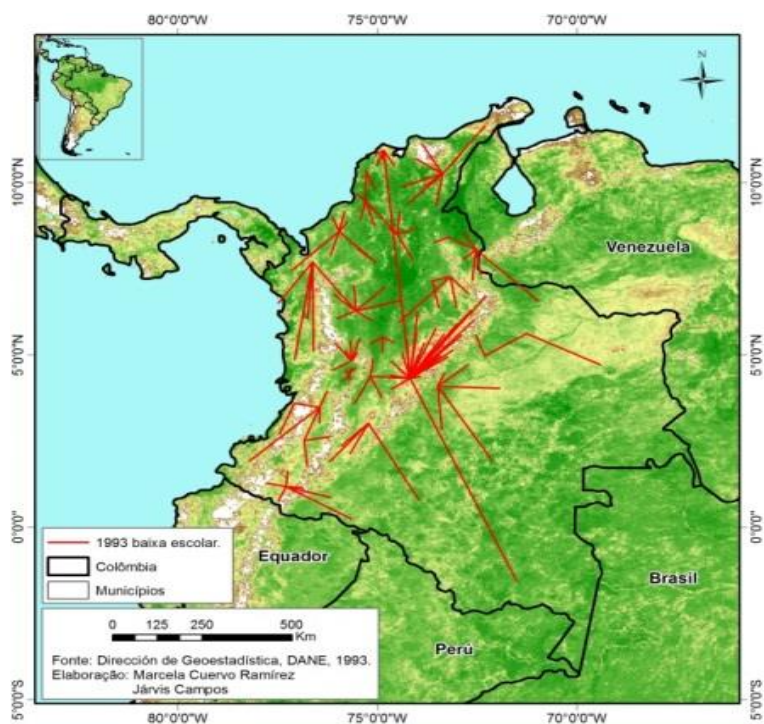 80°0'0"W 75°0'0"W 70°0'0"W
N
10°0'0"N 10°0'0"N
Venezuela
5°0'0"N 5°0'0"N
0°0'0" 0°0'0"
1993 baixa escolar.
Colômbia
Municípios
Equador
Brasil
Perú
0 125 250 500
Km
Fonte: Dirección de Geoestadística, DANE, 1993.
Elaboração: Marcela Cuervo Ramírez
Járvis Campos
5°0'0"S 5°0'0"S
80°0'0"W 75°0'0"W 70°0'0"W